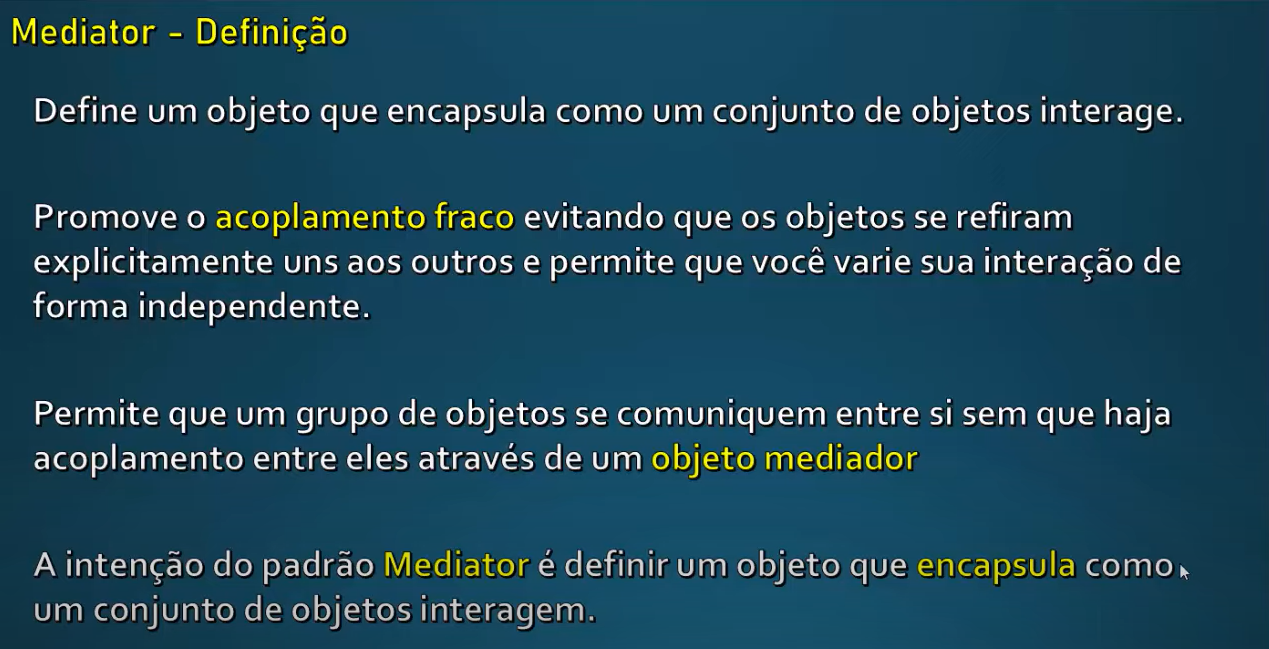 Mediator - Definição
Define um objeto que encapsula como um conjunto de objetos interage.
Promove o acoplamento fraco evitando que os objetos se refiram
explicitamente uns aos outros e permite que você varie sua interação de
forma independente.
Permite que um grupo de objetos se comuniquem entre si sem que haja
acoplamento entre eles através de um objeto mediador
A intenção do padrão Mediator é definir um objeto que encapsula como
um conjunto de objetos interagem.